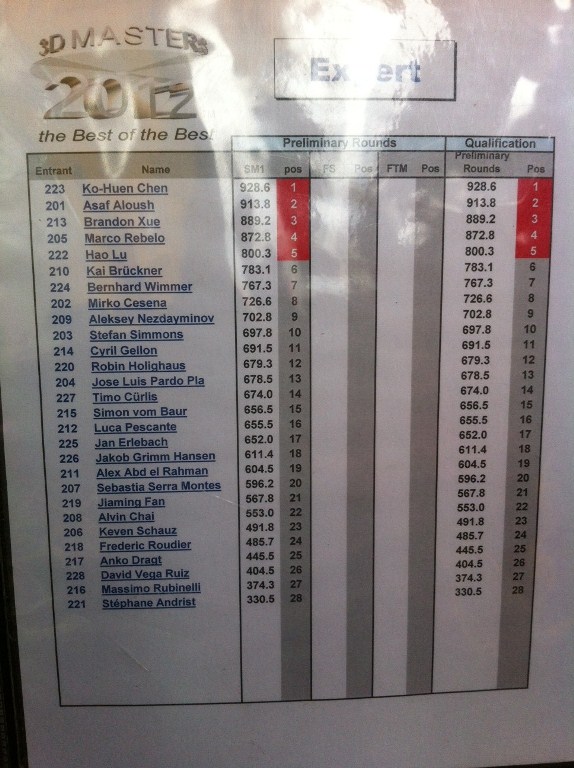 3D MASTERS
2012
the Best of the Best
Expert
Preliminary Rounds Qualification
Entrant Name SM1 pos FS Pos FTM Pos Preliminary Rounds Pos
223 Ko-Huen Chen 928.6 1 928.6 1
201 Asaf Aloush 913.8 2 913.8 2
213 Brandon Xue 889.2 3 889.2 3
205 Marco Rebelo 872.8 4 872.8 4
222 Hao Lu 800.3 5 800.3 5
210 Kai Brückner 783.1 6 783.1 6
224 Bernhard Wimmer 767.3 7 767.3 7
202 Mirko Cesena 726.6 8 726.6 8
209 Aleksey Nezdayminov 702.8 9 702.8 9
203 Stefan Simmons 697.8 10 697.8 10
214 Cyril Gellon 691.5 11 691.5 11
220 Robin Holighaus 679.3 12 679.3 12
204 Jose Luis Pardo Pla 678.5 13 678.5 13
227 Timo Cürlis 674.0 14 674.0 14
215 Simon vom Baur 656.5 15 656.5 15
212 Luca Pescante 655.5 16 655.5 16
225 Jan Erlebach 652.0 17 652.0 17
226 Jakob Grimm Hansen 611.4 18 611.4 18
211 Alex Abd el Rahman 604.5 19 604.5 19
207 Sebastia Serra Montes 596.2 20 596.2 20
219 Jiaming Fan 567.8 21 567.8 21
208 Alvin Chai 553.0 22 553.0 22
206 Keven Schauz 491.8 23 491.8 23
218 Frederic Roudier 485.7 24 485.7 24
217 Anko Dragt 445.5 25 445.5 25
228 David Vega Ruiz 404.5 26 404.5 26
216 Massimo Rubinelli 374.3 27 374.3 27
221 Stéphane Andrist 330.5 28 330.5 28